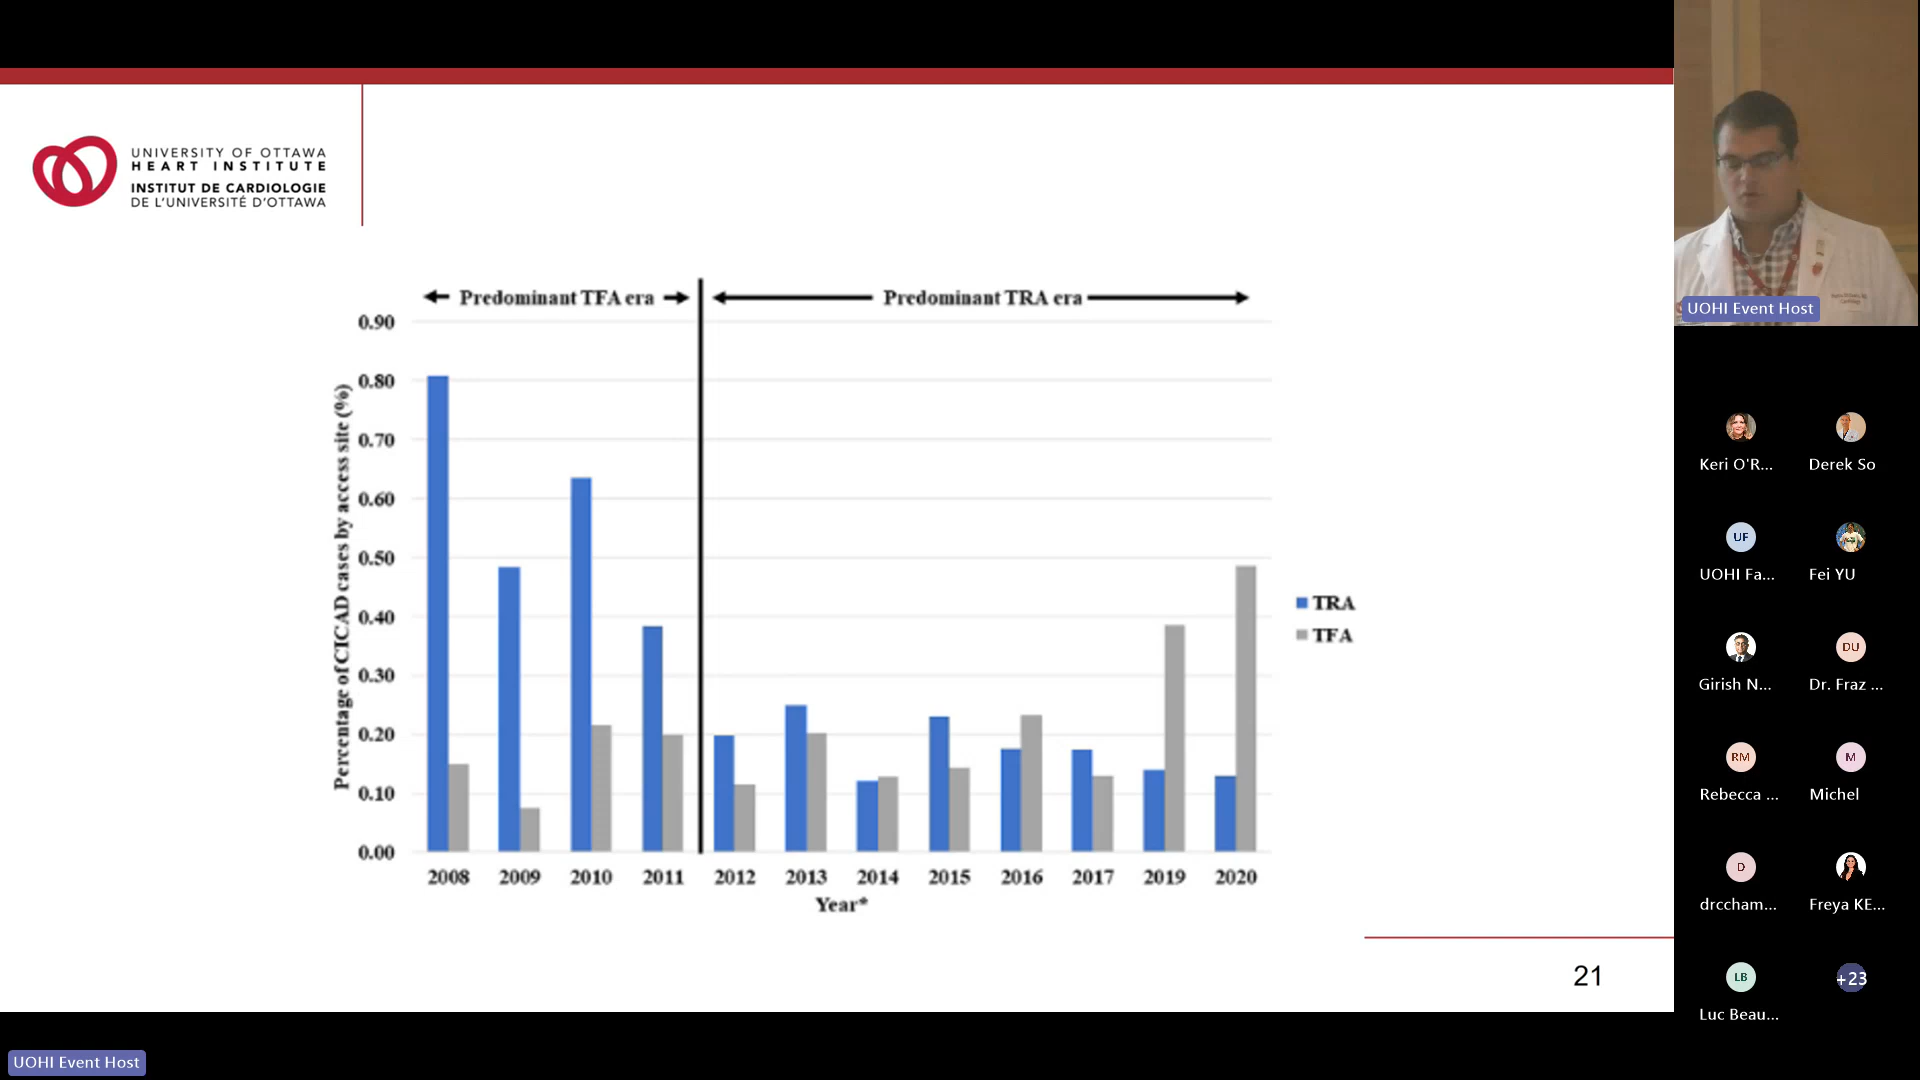 UNIVERSITY OF OTTAWA
HEART INSTITUTE
INSTITUT DE CARDIOLOGIE
DE L'UNIVERSITÉ D'OTTAWA
Predominant TFA era
Predominant TRA era
Percentage of CICAD cases by access site (%)
0.90
0.80
0.70
0.60
0.50
0.40
0.30
0.20
0.10
0.00
2008 2009 2010 2011 2012 2013 2014 2015 2016 2017 2019 2020
Year*
TRA
TFA
21
UOHI Event Host
UOHI Event Host
Keri O'R...
Derek So
UF
UOHI Fa...
Fei YU
Girish N...
DU
Dr. Fraz ...
RM
Rebecca ...
M
Michel
D
drccham...
Freya KE...
LB
Luc Beau...
+23